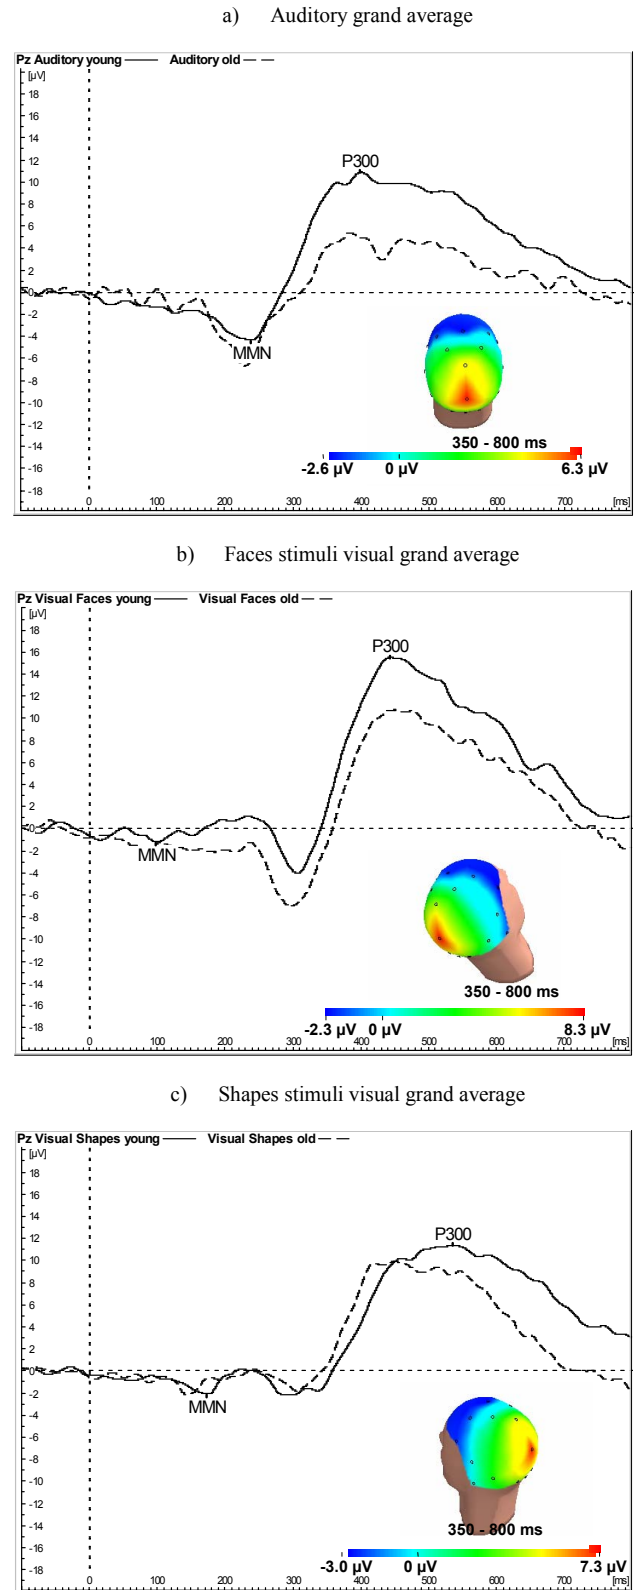 a) Auditory grand average
Pz Auditory young Auditory old
[µV]
18
16
14
12
10
8
6
4
2
0
-2
-4
-6
-8
-10
-12
-14
-16
-18
P300
MMN
350 - 800 ms
-2.6 µV 0 µV 6.3 µV
0 100 200 300 400 500 600 700 [ms]
b) Faces stimuli visual grand average
Pz Visual Faces young Visual Faces old
[µV]
18
16
14
12
10
8
6
4
2
0
-2
-4
-6
-8
-10
-12
-14
-16
-18
P300
MMN
350 - 800 ms
-2.3 µV 0 µV 8.3 µV
0 100 200 300 400 500 600 700 [ms]
c) Shapes stimuli visual grand average
Pz Visual Shapes young Visual Shapes old
[µV]
18
16
14
12
10
8
6
4
2
0
-2
-4
-6
-8
-10
-12
-14
-16
-18
P300
MMN
350 - 800 ms
-3.0 µV 0 µV 7.3 µV
0 100 200 300 400 500 600 700 [ms]